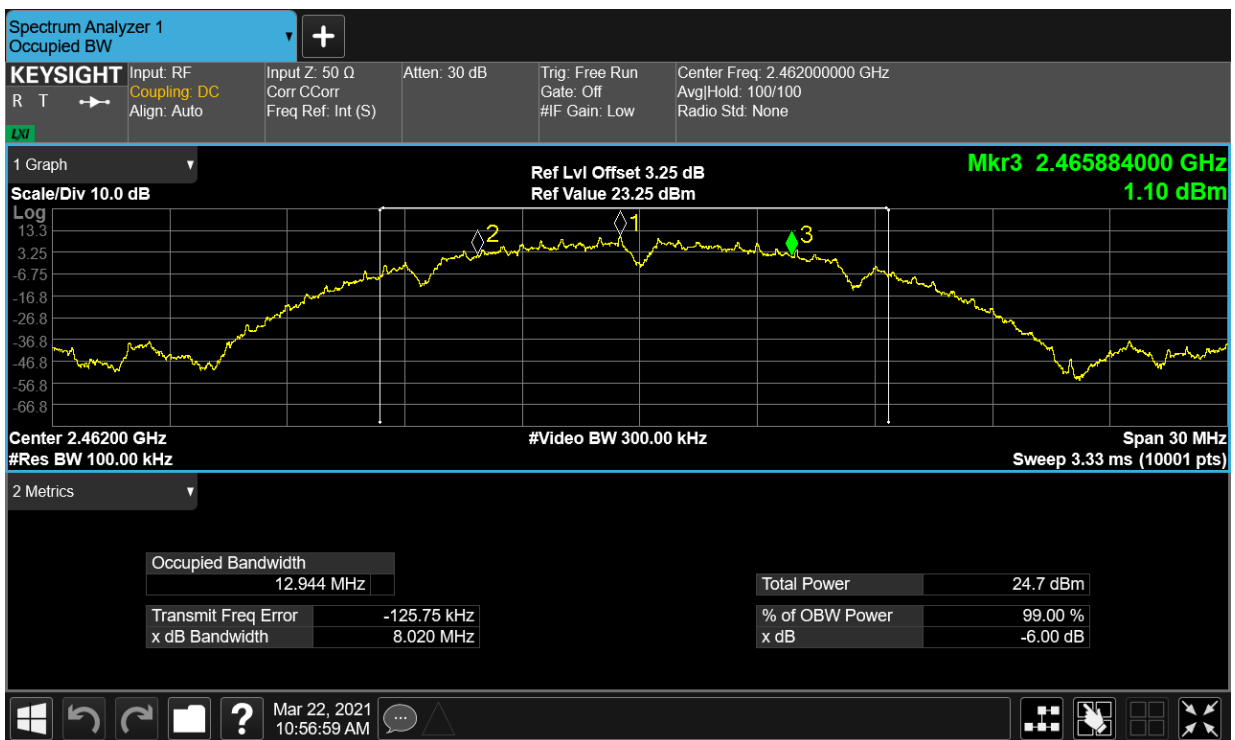 Spectrum Analyzer 1
Occupied BW
▼
+
KEYSIGHT
R T
LXI
Input: RF
Coupling: DC
Align: Auto
Input Z: 50 Ω
Corr CCorr
Freq Ref: Int (S)
Atten: 30 dB
Trig: Free Run
Gate: Off
#IF Gain: Low
Center Freq: 2.462000000 GHz
Avg|Hold: 100/100
Radio Std: None
1 Graph ▼
Scale/Div 10.0 dB
Ref Lvl Offset 3.25 dB
Ref Value 23.25 dBm
Mkr3 2.465884000 GHz
1.10 dBm
Log
13.3
3.25
-6.75
-16.8
-26.8
-36.8
-46.8
-56.8
-66.8
2
1
3
Center 2.46200 GHz
#Video BW 300.00 kHz
Span 30 MHz
#Res BW 100.00 kHz
Sweep 3.33 ms (10001 pts)
2 Metrics ▼
Occupied Bandwidth
12.944 MHz
Transmit Freq Error -125.75 kHz
x dB Bandwidth 8.020 MHz
Total Power 24.7 dBm
% of OBW Power 99.00 %
x dB -6.00 dB
?
Mar 22, 2021
10:56:59 AM